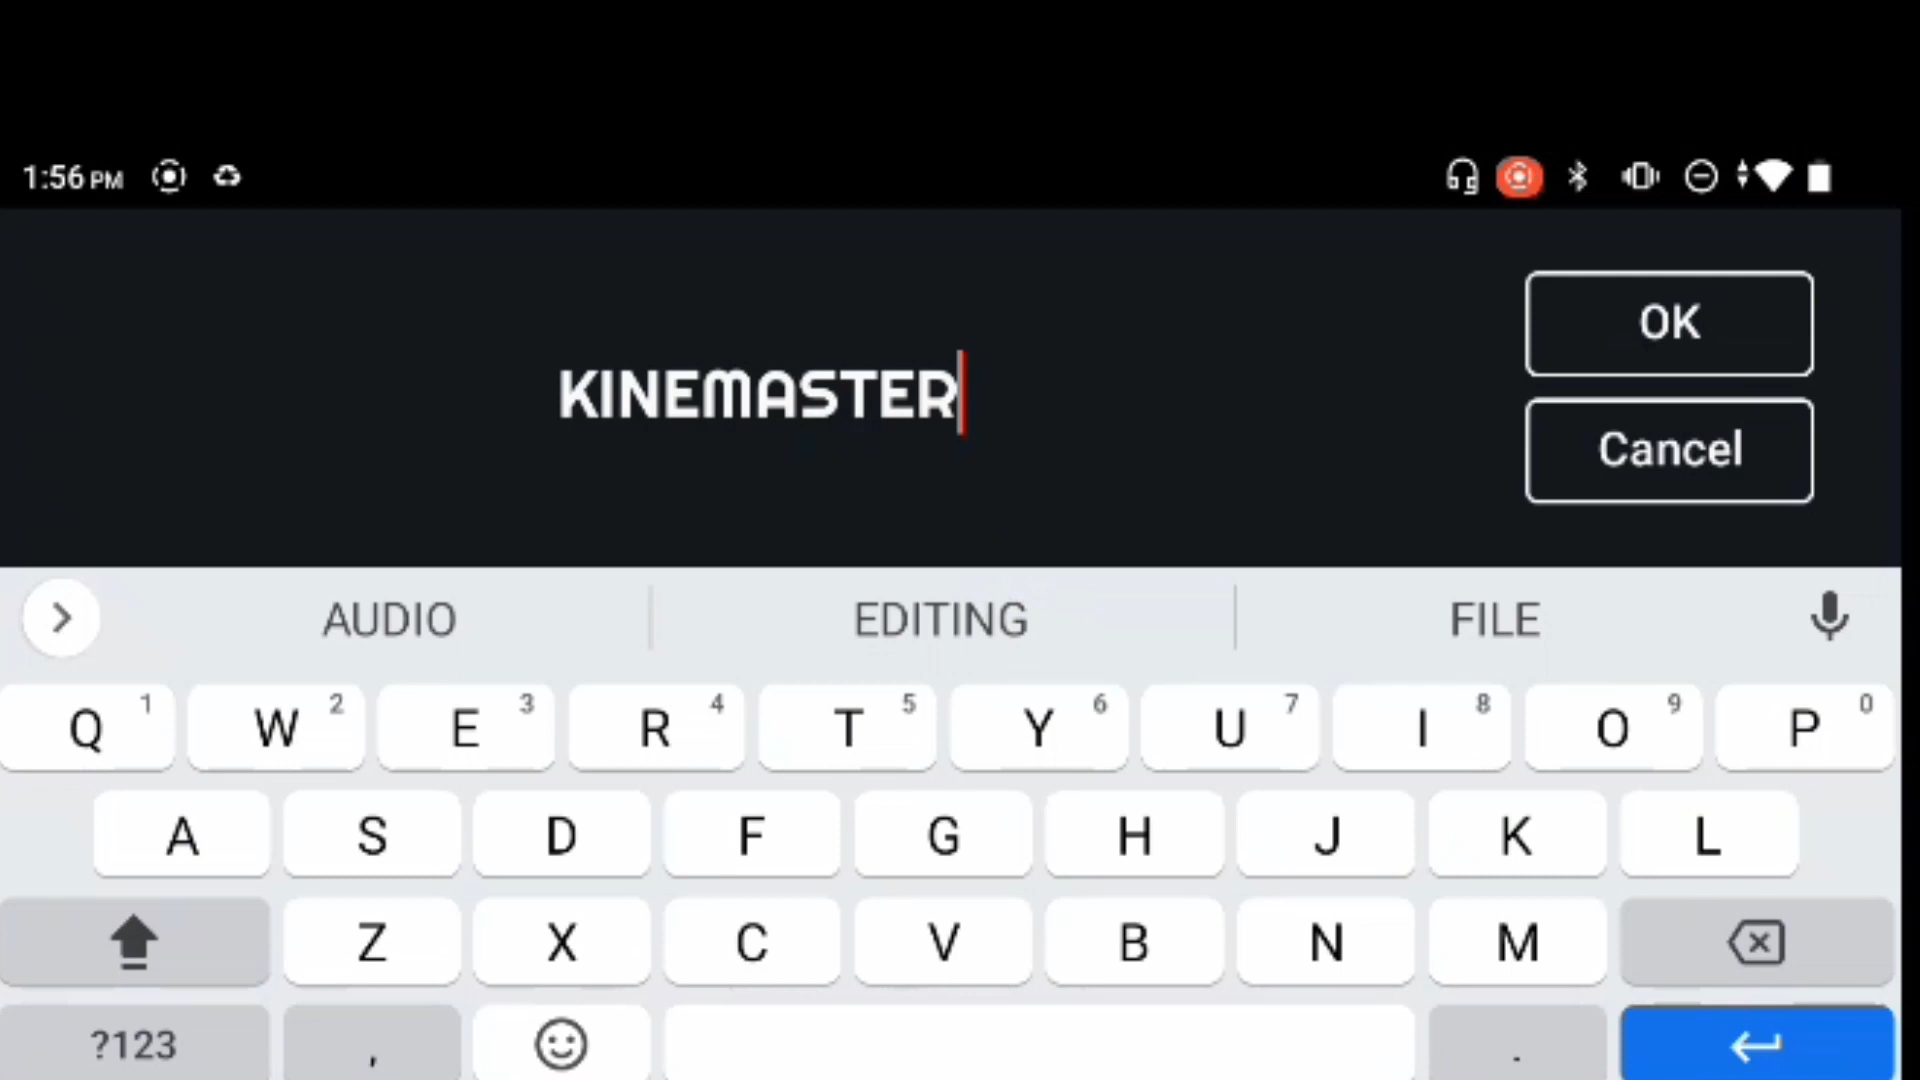 1:56 PM
OK
KINEMASTER
Cancel
AUDIO EDITING FILE
Q 1 W 2 E 3 R 4 T 5 Y 6 U 7 I 8 O 9 P 0
A S D F G H J K L
Z X C V B N M
?123 , .